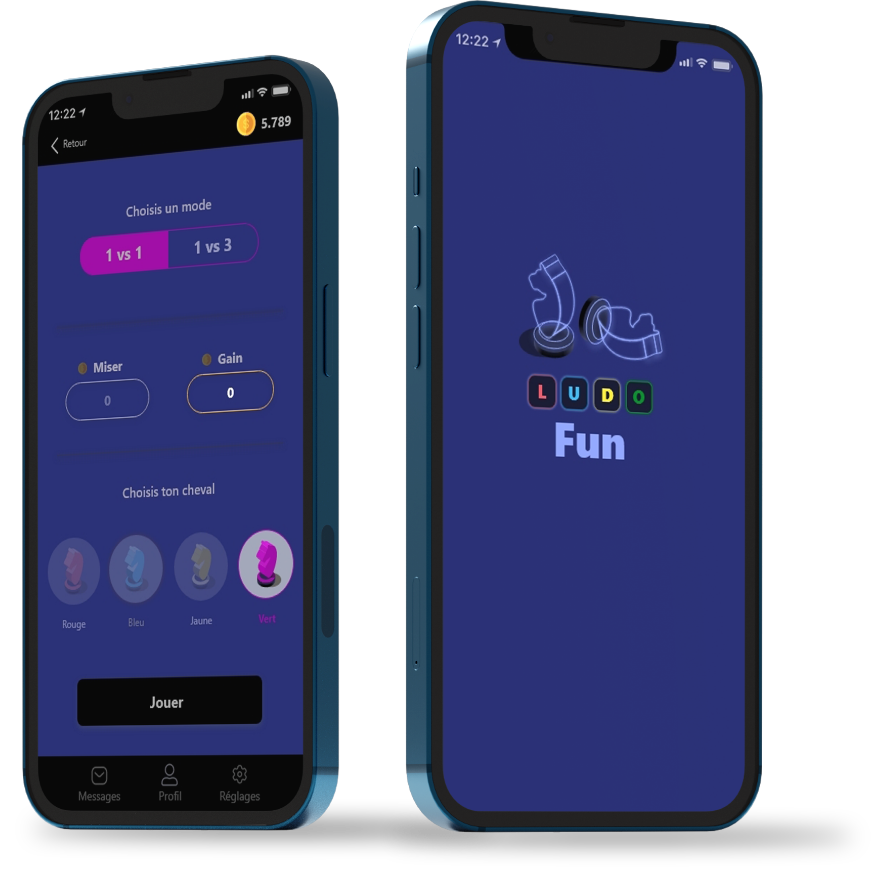 12:22
5.789
Retour
Choisis un mode
1 vs 1
1 vs 3
Miser
Gain
0
0
Choisis ton cheval
Rouge
Bleu
Jaune
Vert
Jouer
Messages
Profil
Réglages
12:22
L U D O
Fun